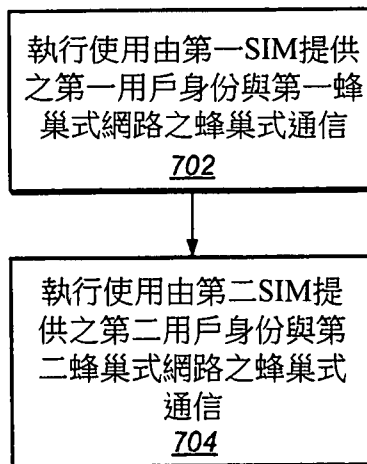 執行使用由第一SIM提供
之第一用戶身份與第一蜂
巢式網路之蜂巢式通信
702
執行使用由第二SIM提
供之第二用戶身份與第
二蜂巢式網路之蜂巢式
通信
704